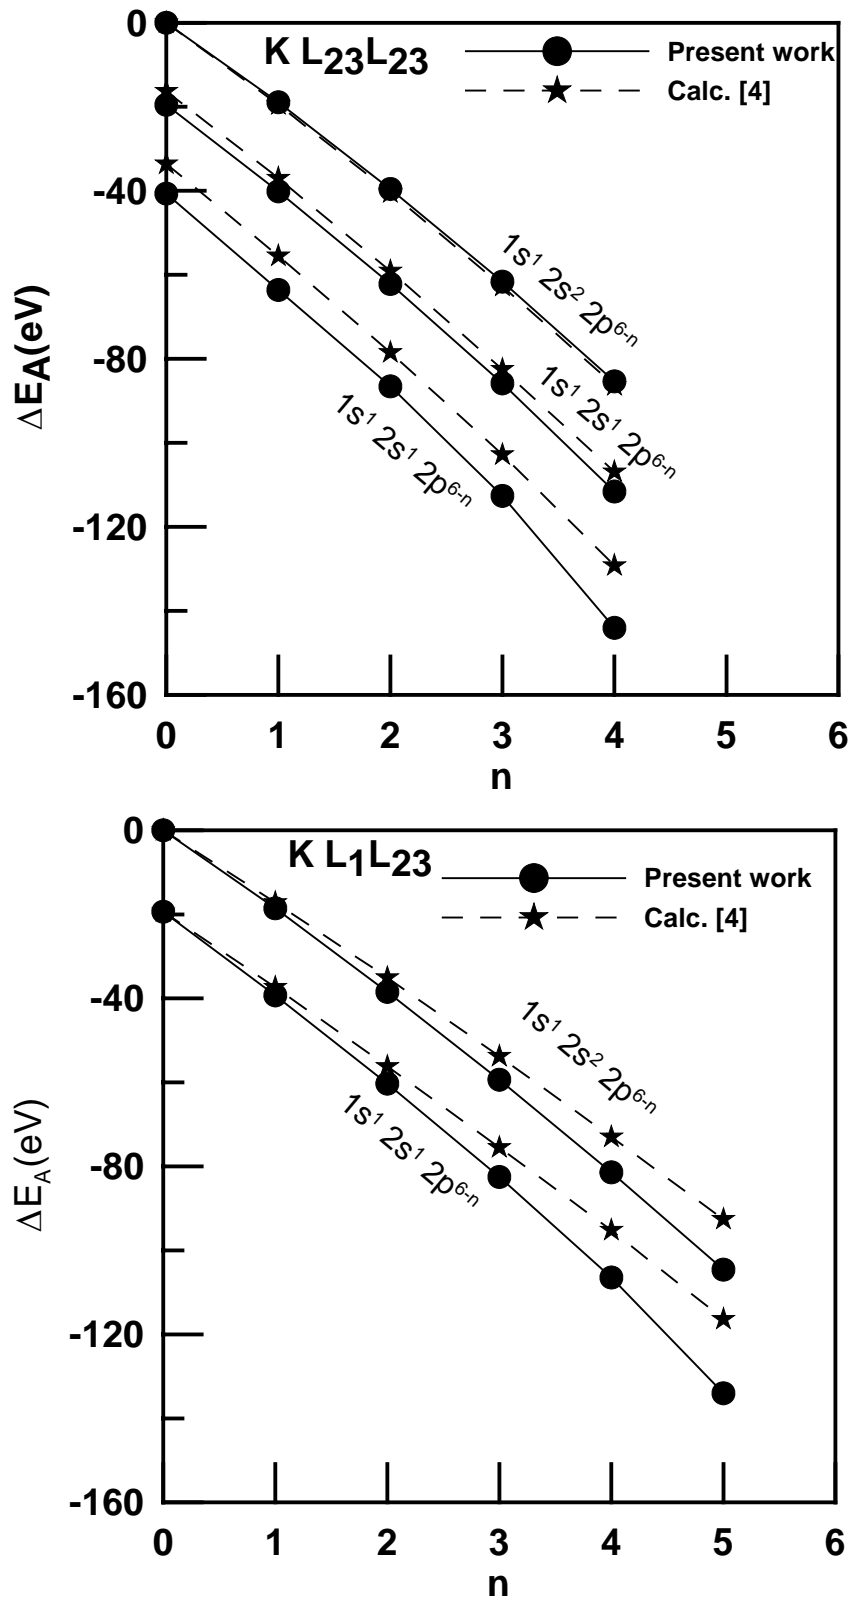 0
K L23L23
Present work
Calc. [4]
-40
1s1 2s2 2p6-n
ΔEA(eV)
-80
1s1 2s1 2p6-n
1s1 2s1 2p6-n
-120
-160
0 1 2 3 4 5 6
n
0
K L1L23
Present work
Calc. [4]
-40
1s1 2s2 2p6-n
ΔEA(eV)
1s1 2s1 2p6-n
-80
-120
-160
0 1 2 3 4 5 6
n